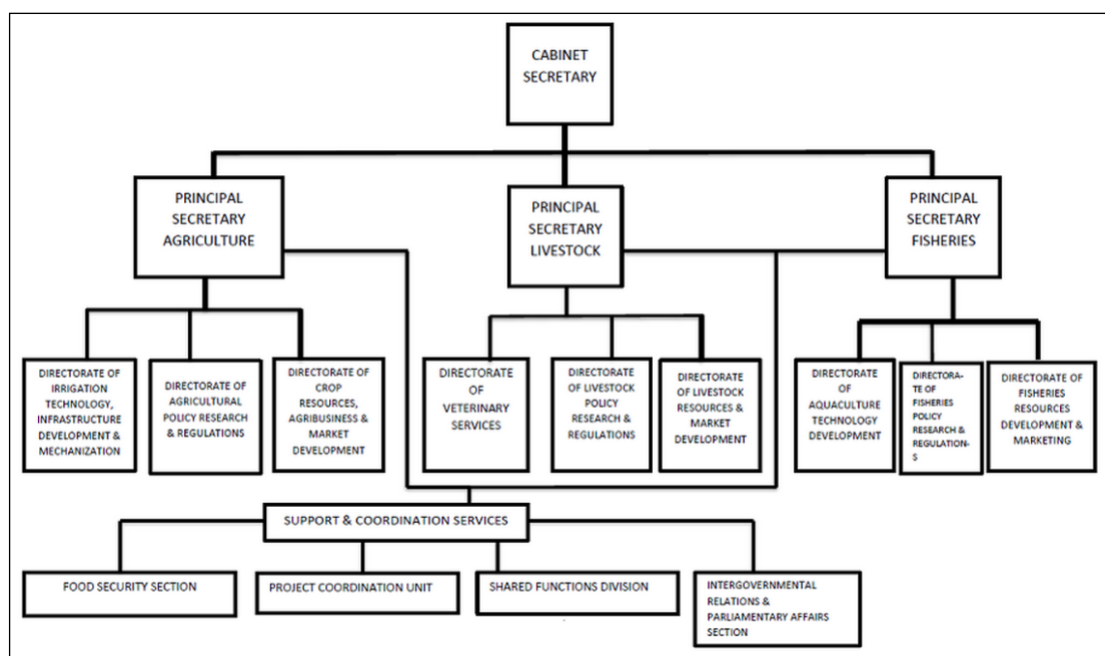 CABINET
SECRETARY
PRINCIPAL
SECRETARY
AGRICULTURE
PRINCIPAL
SECRETARY
LIVESTOCK
PRINCIPAL
SECRETARY
FISHERIES
DIRECTORATE OF
IRRIGATION
TECHNOLOGY,
INFRASTRUCTURE
DEVELOPMENT &
MECHANIZATION
DIRECTORATE OF
AGRICULTURAL
POLICY RESEARCH
& REGULATIONS
DIRECTORATE OF
CROP
RESOURCES,
AGRIBUSINESS &
MARKET
DEVELOPMENT
DIRECTORATE
OF
VETERINARY
SERVICES
DIRECTORATE
OF LIVESTOCK
POLICY
RESEARCH &
REGULATIONS
DIRECTORATE
OF LIVESTOCK
RESOURCES &
MARKET
DEVELOPMENT
DIRECTORATE
OF
AQUACULTURE
TECHNOLOGY
DEVELOPMENT
DIRECTORA-
TE OF
FISHERIES
POLICY
RESEARCH &
REGULATION-
S
DIRECTORATE OF
FISHERIES
RESOURCES
DEVELOPMENT &
MARKETING
SUPPORT & COORDINATION SERVICES
FOOD SECURITY SECTION
PROJECT COORDINATION UNIT
SHARED FUNCTIONS DIVISION
INTERGOVERNMENTAL
RELATIONS &
PARLIAMENTARY AFFAIRS
SECTION